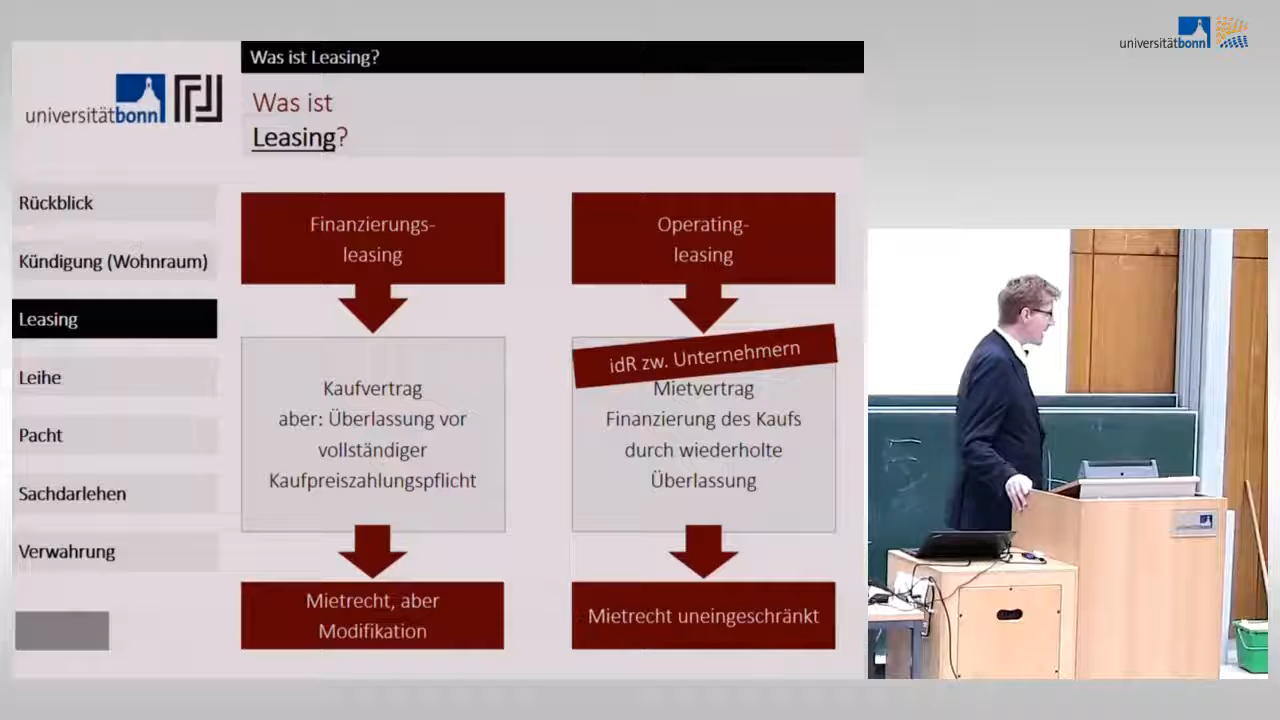 universitätbonn
Was ist Leasing?
universitätbonn
Was ist
Leasing?
Rückblick
Kündigung (Wohnraum)
Leasing
Leihe
Pacht
Sachdarlehen
Verwahrung
Finanzierungs-
leasing
Kaufvertrag
aber: Überlassung vor
vollständiger
Kaufpreiszahlungspflicht
Mietrecht, aber
Modifikation
Operating-
leasing
idR zw. Unternehmern
Mietvertrag
Finanzierung des Kaufs
durch wiederholte
Überlassung
Mietrecht uneingeschränkt